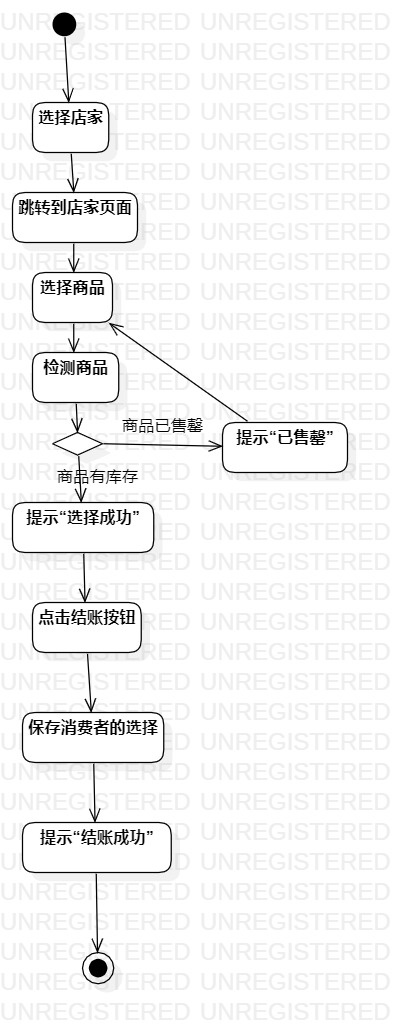 选择店家
跳转到店家页面
选择商品
检测商品
商品已售罄
提示“已售罄”
商品有库存
提示“选择成功”
点击结账按钮
保存消费者的选择
提示“结账成功”
UNREGISTERED